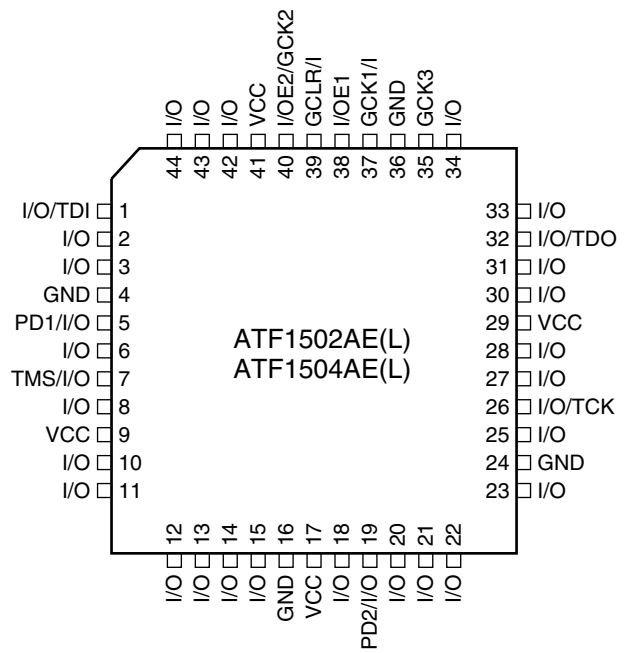 I/O
I/O
I/O
VCC
I/OE2/GCK2
GCLR/I
I/OE1
GCK1/I
GND
GCK3
I/O
44
43
42
41
40
39
38
37
36
35
34
I/O/TDI 1
I/O 2
I/O 3
GND 4
PD1/I/O 5
I/O 6
TMS/I/O 7
I/O 8
VCC 9
I/O 10
I/O 11
ATF1502AE(L)
ATF1504AE(L)
33 I/O
32 I/O/TDO
31 I/O
30 I/O
29 VCC
28 I/O
27 I/O
26 I/O/TCK
25 I/O
24 GND
23 I/O
12
13
14
15
16
17
18
19
20
21
22
I/O
I/O
I/O
I/O
GND
VCC
I/O
PD2/I/O
I/O
I/O
I/O